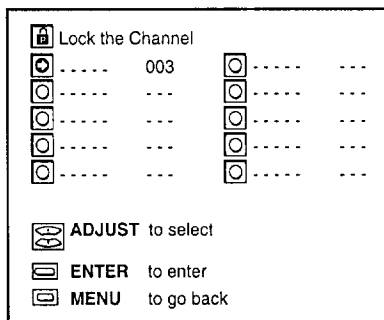 Lock the Channel
- - - - - 003 - - - - - - - -
- - - - - - - - - - - - - - - -
- - - - - - - - - - - - - - - -
- - - - - - - - - - - - - - - -
- - - - - - - - - - - - - - - -
ADJUST to select
ENTER to enter
MENU to go back